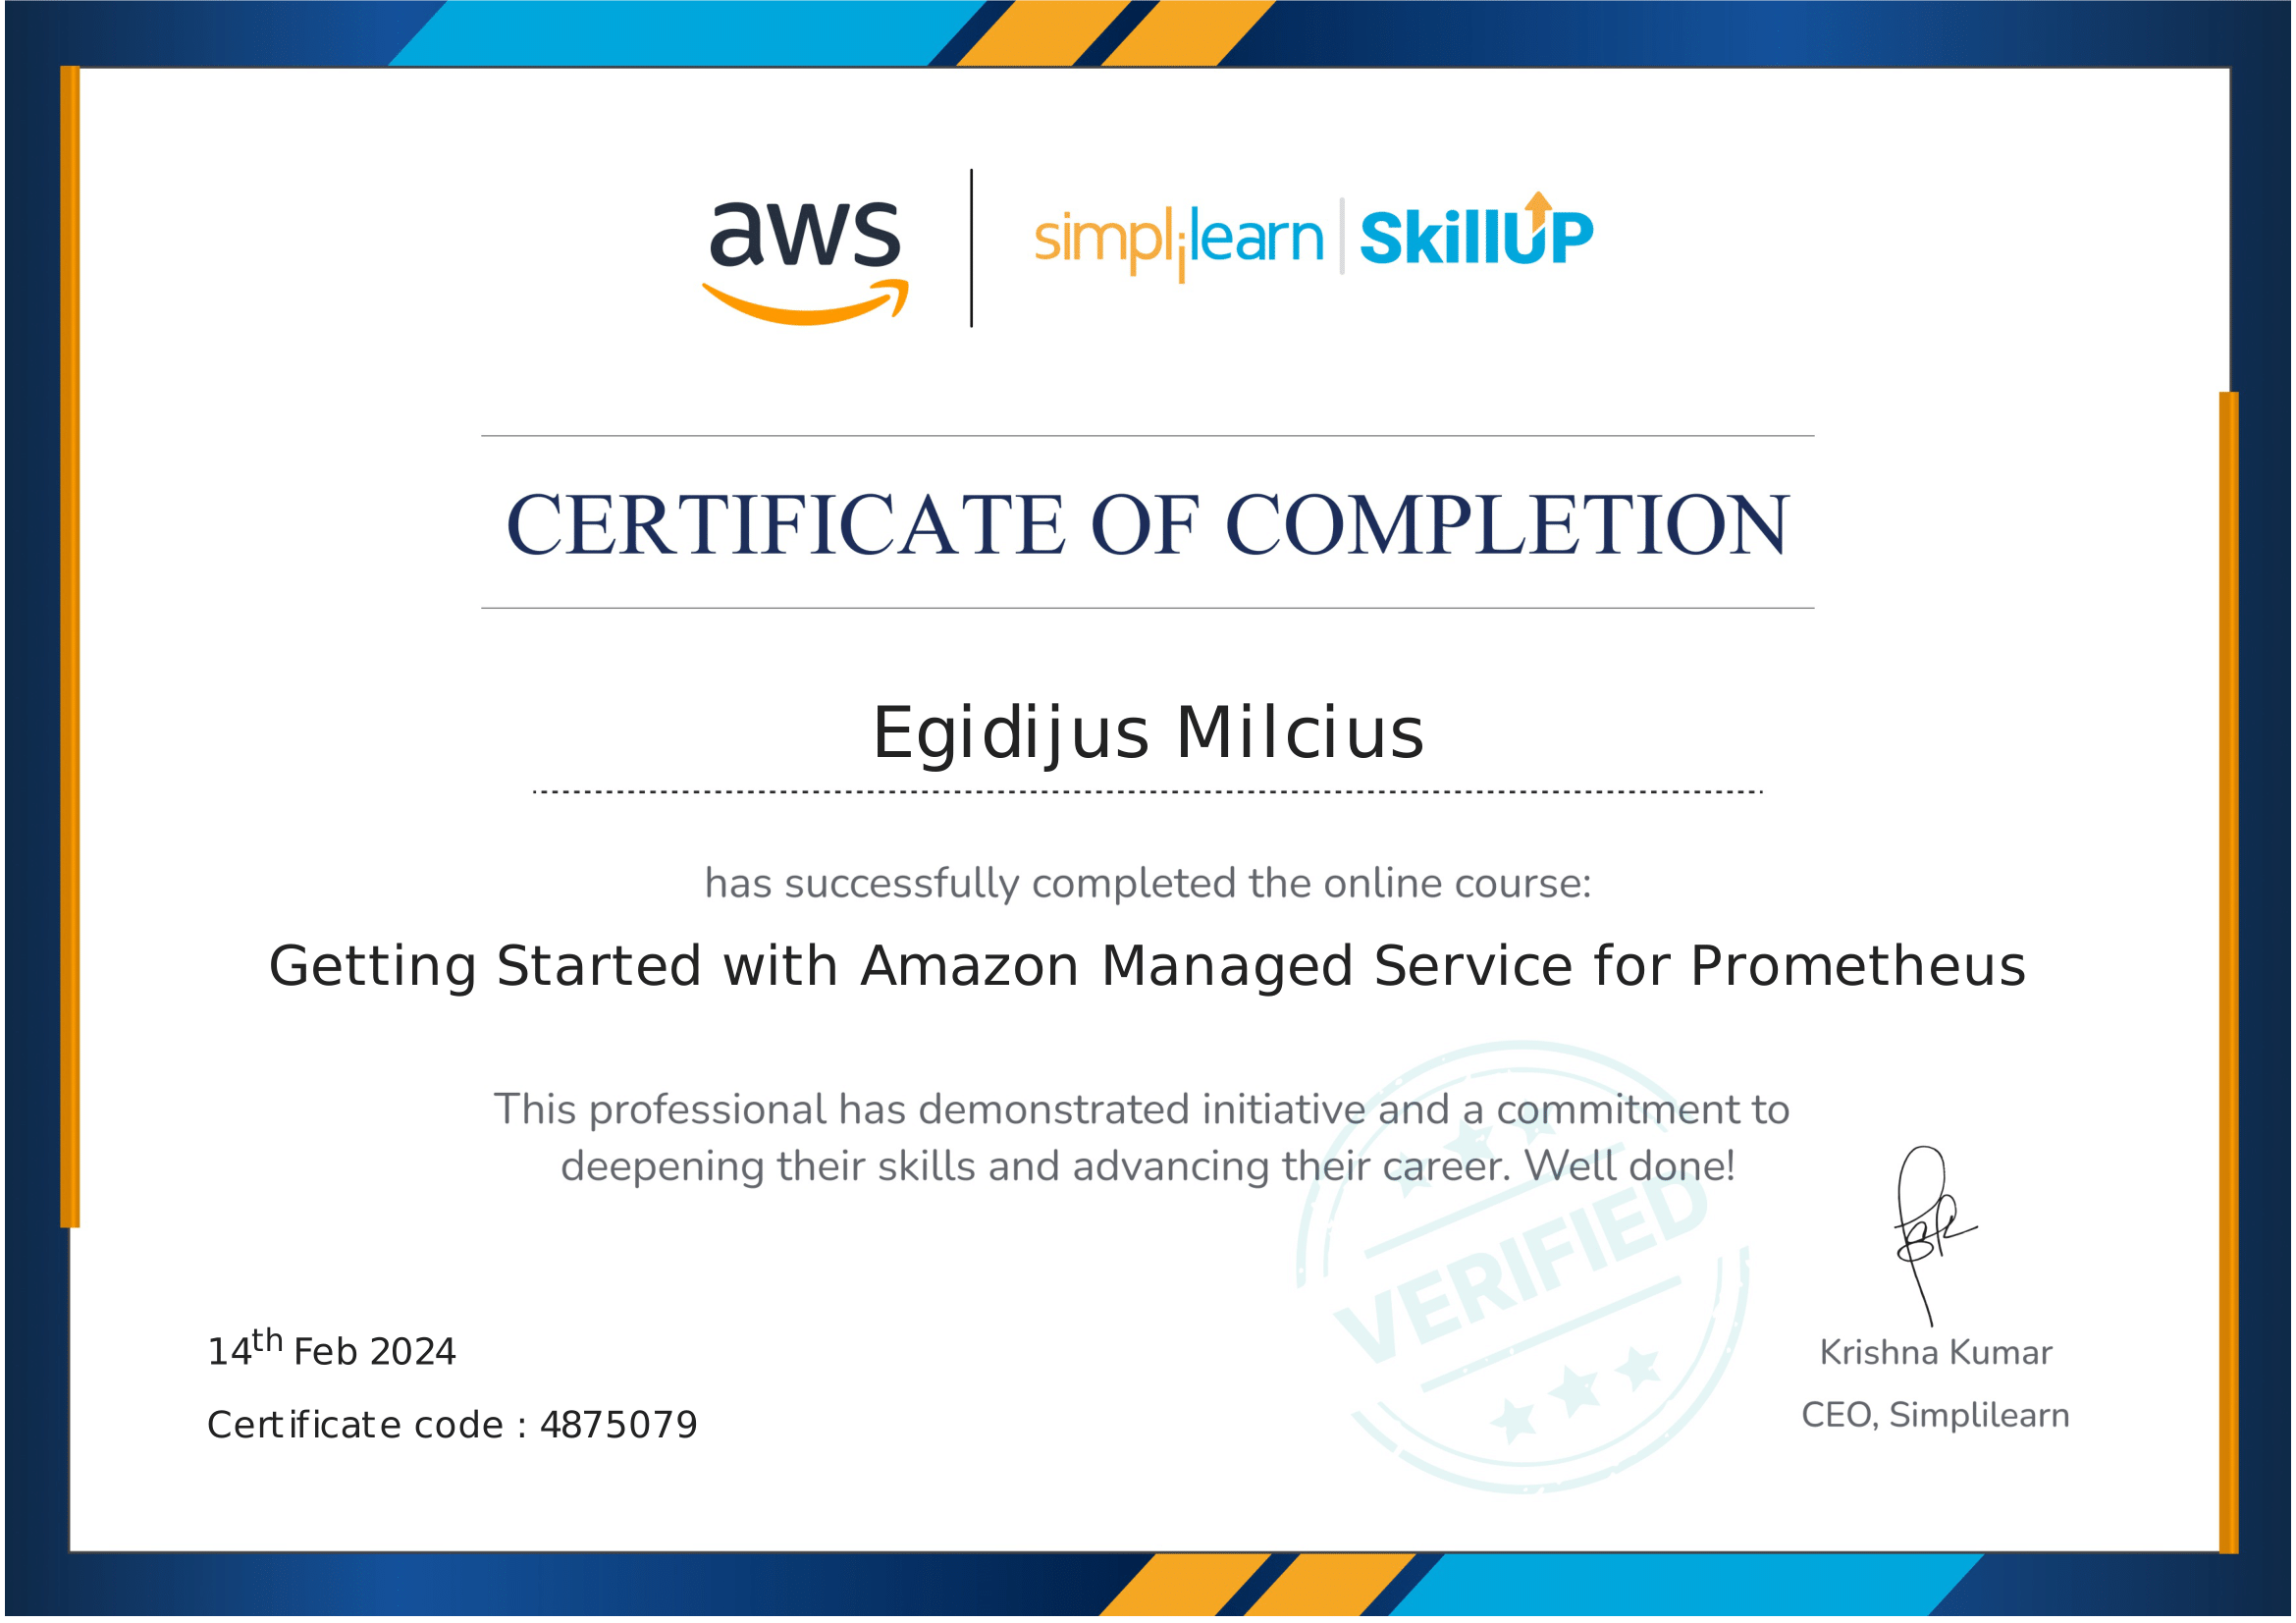 aws
simplilearn | SkillUP
CERTIFICATE OF COMPLETION
Egidijus Milcius
has successfully completed the online course:
Getting Started with Amazon Managed Service for Prometheus
This professional has demonstrated initiative and a commitment to
deepening their skills and advancing their career. Well done!
VERIFIED
14th Feb 2024
Certificate code : 4875079
Krishna Kumar
CEO, Simplilearn